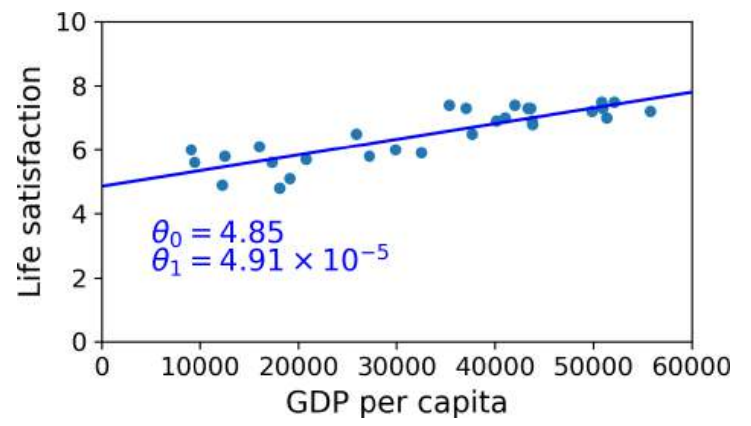 10
8
6
4
2
0
Life satisfaction
θ₀ = 4.85
θ₁ = 4.91 × 10⁻⁵
0 10000 20000 30000 40000 50000 60000
GDP per capita